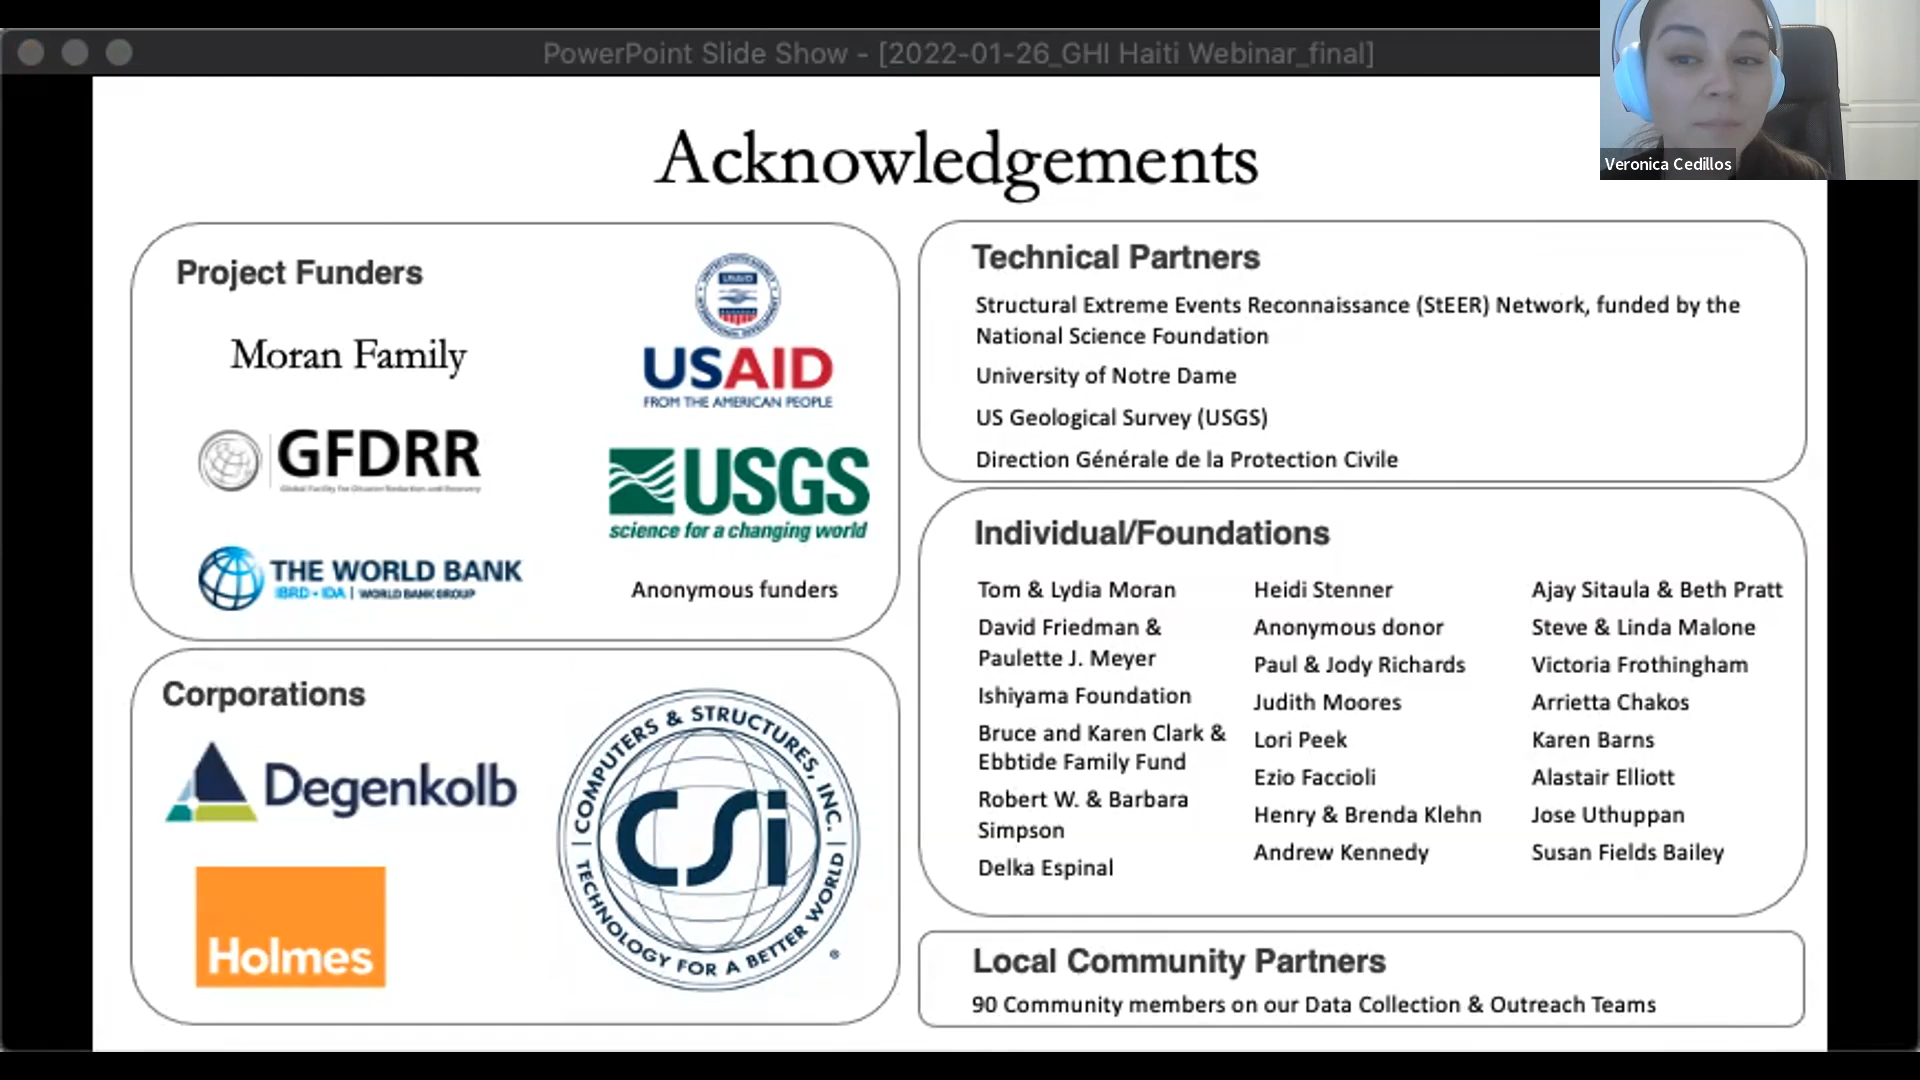 PowerPoint Slide Show - [2022-01-26_GHI Haiti Webinar_final]
Veronica Cedillos
Acknowledgements
Project Funders
Moran Family
USAID
FROM THE AMERICAN PEOPLE
GFDRR
Global Facility for Disaster Reduction and Recovery
USGS
science for a changing world
THE WORLD BANK
IBRD • IDA | WORLD BANK GROUP
Anonymous funders
Corporations
Degenkolb
Holmes
COMPUTERS & STRUCTURES, INC.
CSi
TECHNOLOGY FOR A BETTER WORLD
®
Technical Partners
Structural Extreme Events Reconnaissance (StEER) Network, funded by the
National Science Foundation
University of Notre Dame
US Geological Survey (USGS)
Direction Générale de la Protection Civile
Individual/Foundations
Tom & Lydia Moran
David Friedman &
Paulette J. Meyer
Ishiyama Foundation
Bruce and Karen Clark &
Ebbtide Family Fund
Robert W. & Barbara
Simpson
Delka Espinal
Heidi Stenner
Anonymous donor
Paul & Jody Richards
Judith Moores
Lori Peek
Ezio Faccioli
Henry & Brenda Klehn
Andrew Kennedy
Ajay Sitaula & Beth Pratt
Steve & Linda Malone
Victoria Frothingham
Arrietta Chakos
Karen Barns
Alastair Elliott
Jose Uthuppan
Susan Fields Bailey
Local Community Partners
90 Community members on our Data Collection & Outreach Teams